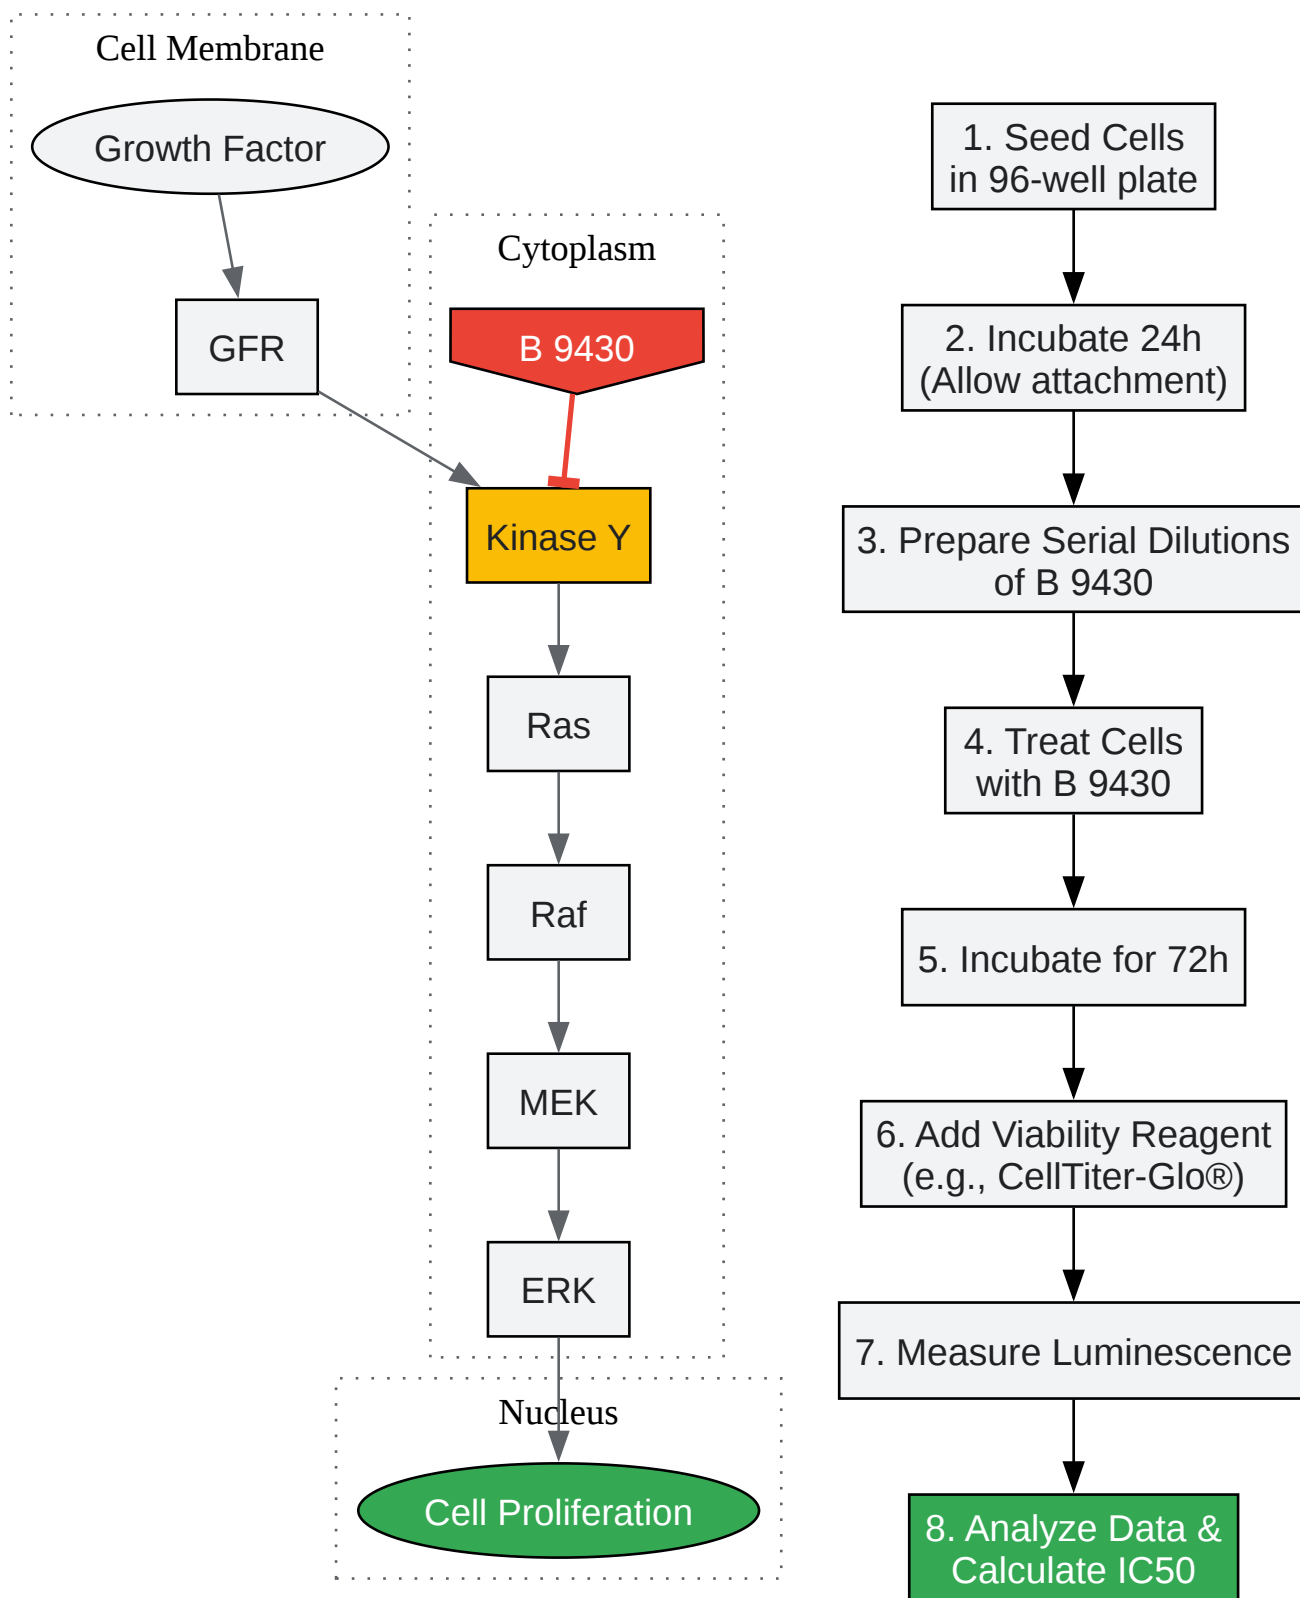 Cell Membrane
Growth Factor
GFR
Cytoplasm
B 9430
Kinase Y
Ras
Raf
MEK
ERK
Nucleus
Cell Proliferation
1. Seed Cells
in 96-well plate
2. Incubate 24h
(Allow attachment)
3. Prepare Serial Dilutions
of B 9430
4. Treat Cells
with B 9430
5. Incubate for 72h
6. Add Viability Reagent
(e.g., CellTiter-Glo®)
7. Measure Luminescence
8. Analyze Data &
Calculate IC50